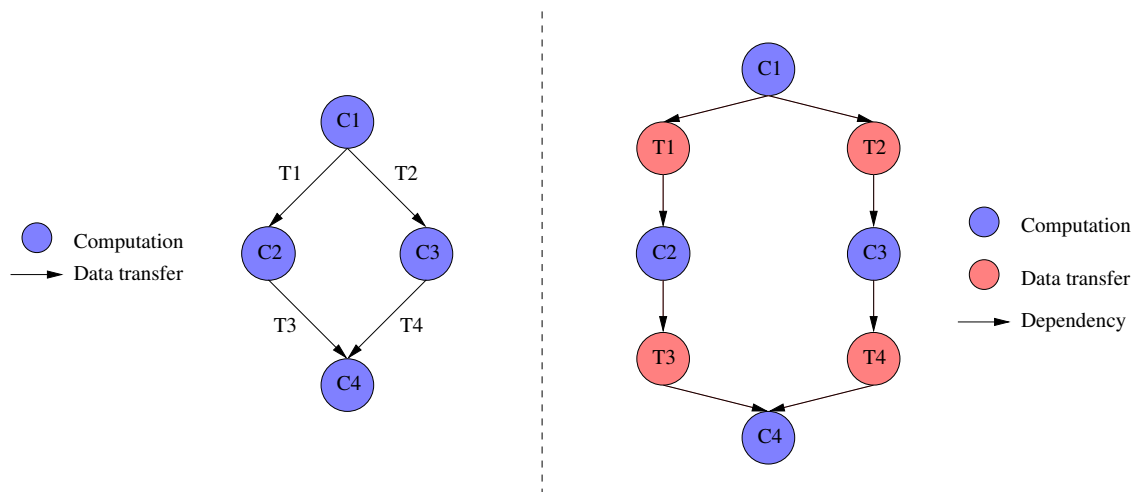 C1
T1
T2
C2
C3
T3
T4
C4
Computation
Data transfer
C1
T1
T2
C2
C3
T3
T4
C4
Computation
Data transfer
Dependency